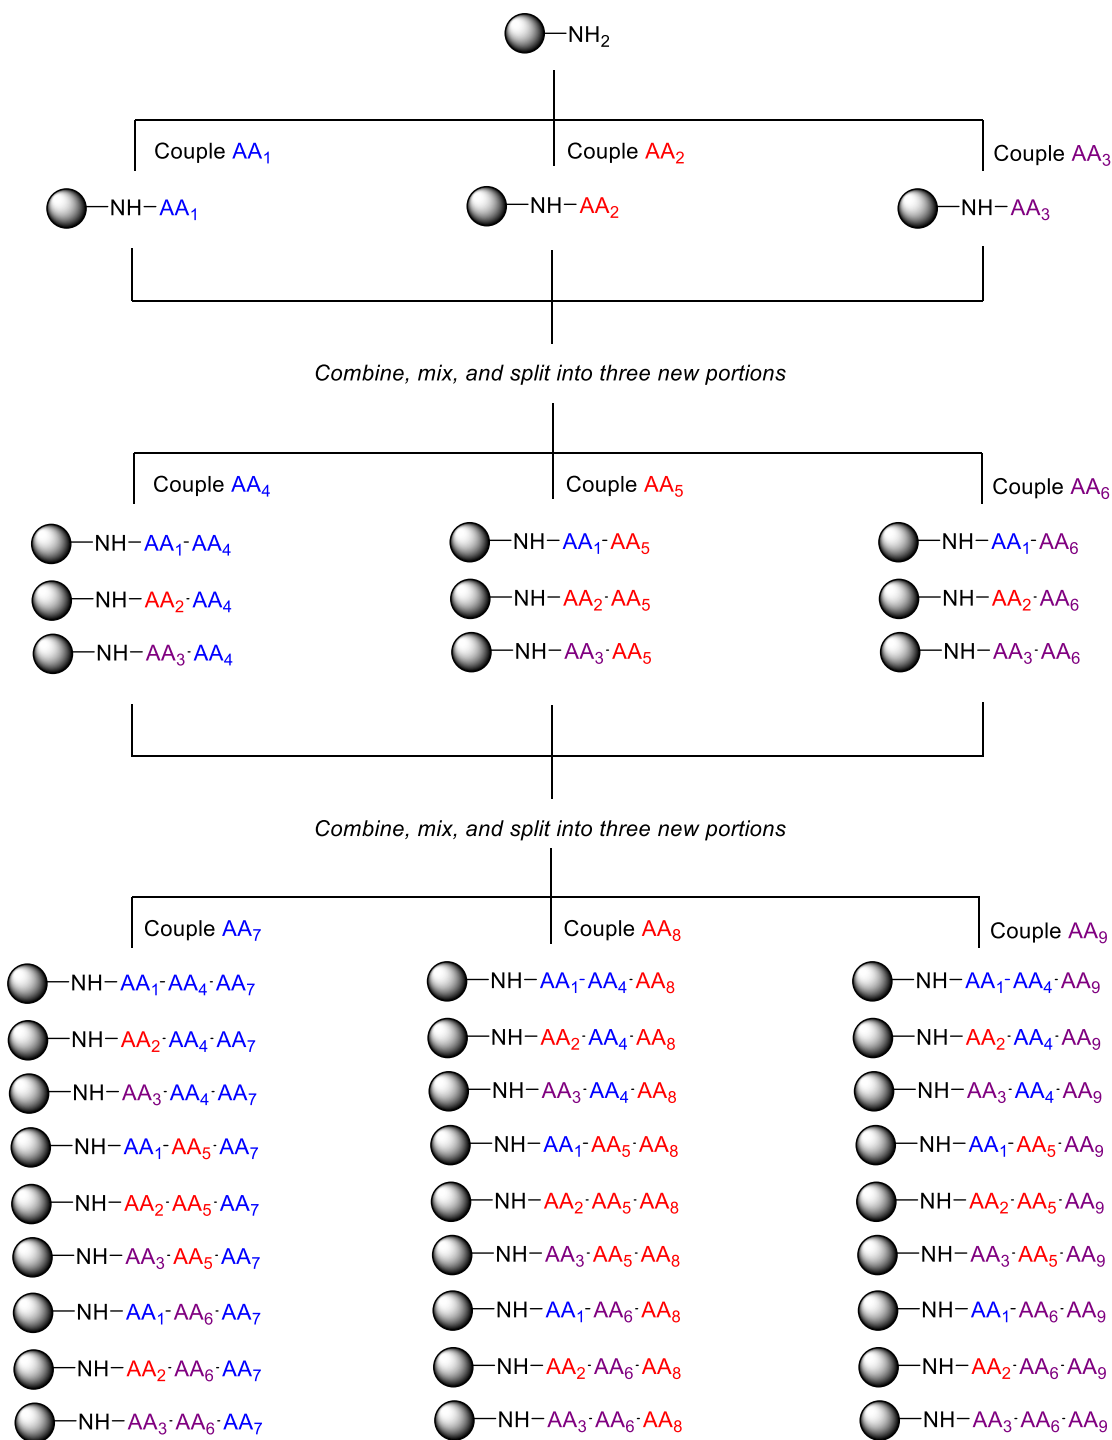 NH₂
Couple AA₁ Couple AA₂ Couple AA₃
NH–AA₁ NH–AA₂ NH–AA₃
Combine, mix, and split into three new portions
Couple AA₄ Couple AA₅ Couple AA₆
NH–AA₁-AA₄ NH–AA₁-AA₅ NH–AA₁-AA₆
NH–AA₂-AA₄ NH–AA₂-AA₅ NH–AA₂-AA₆
NH–AA₃-AA₄ NH–AA₃-AA₅ NH–AA₃-AA₆
Combine, mix, and split into three new portions
Couple AA₇ Couple AA₈ Couple AA₉
NH–AA₁-AA₄-AA₇ NH–AA₁-AA₄-AA₈ NH–AA₁-AA₄-AA₉
NH–AA₂-AA₄-AA₇ NH–AA₂-AA₄-AA₈ NH–AA₂-AA₄-AA₉
NH–AA₃-AA₄-AA₇ NH–AA₃-AA₄-AA₈ NH–AA₃-AA₄-AA₉
NH–AA₁-AA₅-AA₇ NH–AA₁-AA₅-AA₈ NH–AA₁-AA₅-AA₉
NH–AA₂-AA₅-AA₇ NH–AA₂-AA₅-AA₈ NH–AA₂-AA₅-AA₉
NH–AA₃-AA₅-AA₇ NH–AA₃-AA₅-AA₈ NH–AA₃-AA₅-AA₉
NH–AA₁-AA₆-AA₇ NH–AA₁-AA₆-AA₈ NH–AA₁-AA₆-AA₉
NH–AA₂-AA₆-AA₇ NH–AA₂-AA₆-AA₈ NH–AA₂-AA₆-AA₉
NH–AA₃-AA₆-AA₇ NH–AA₃-AA₆-AA₈ NH–AA₃-AA₆-AA₉